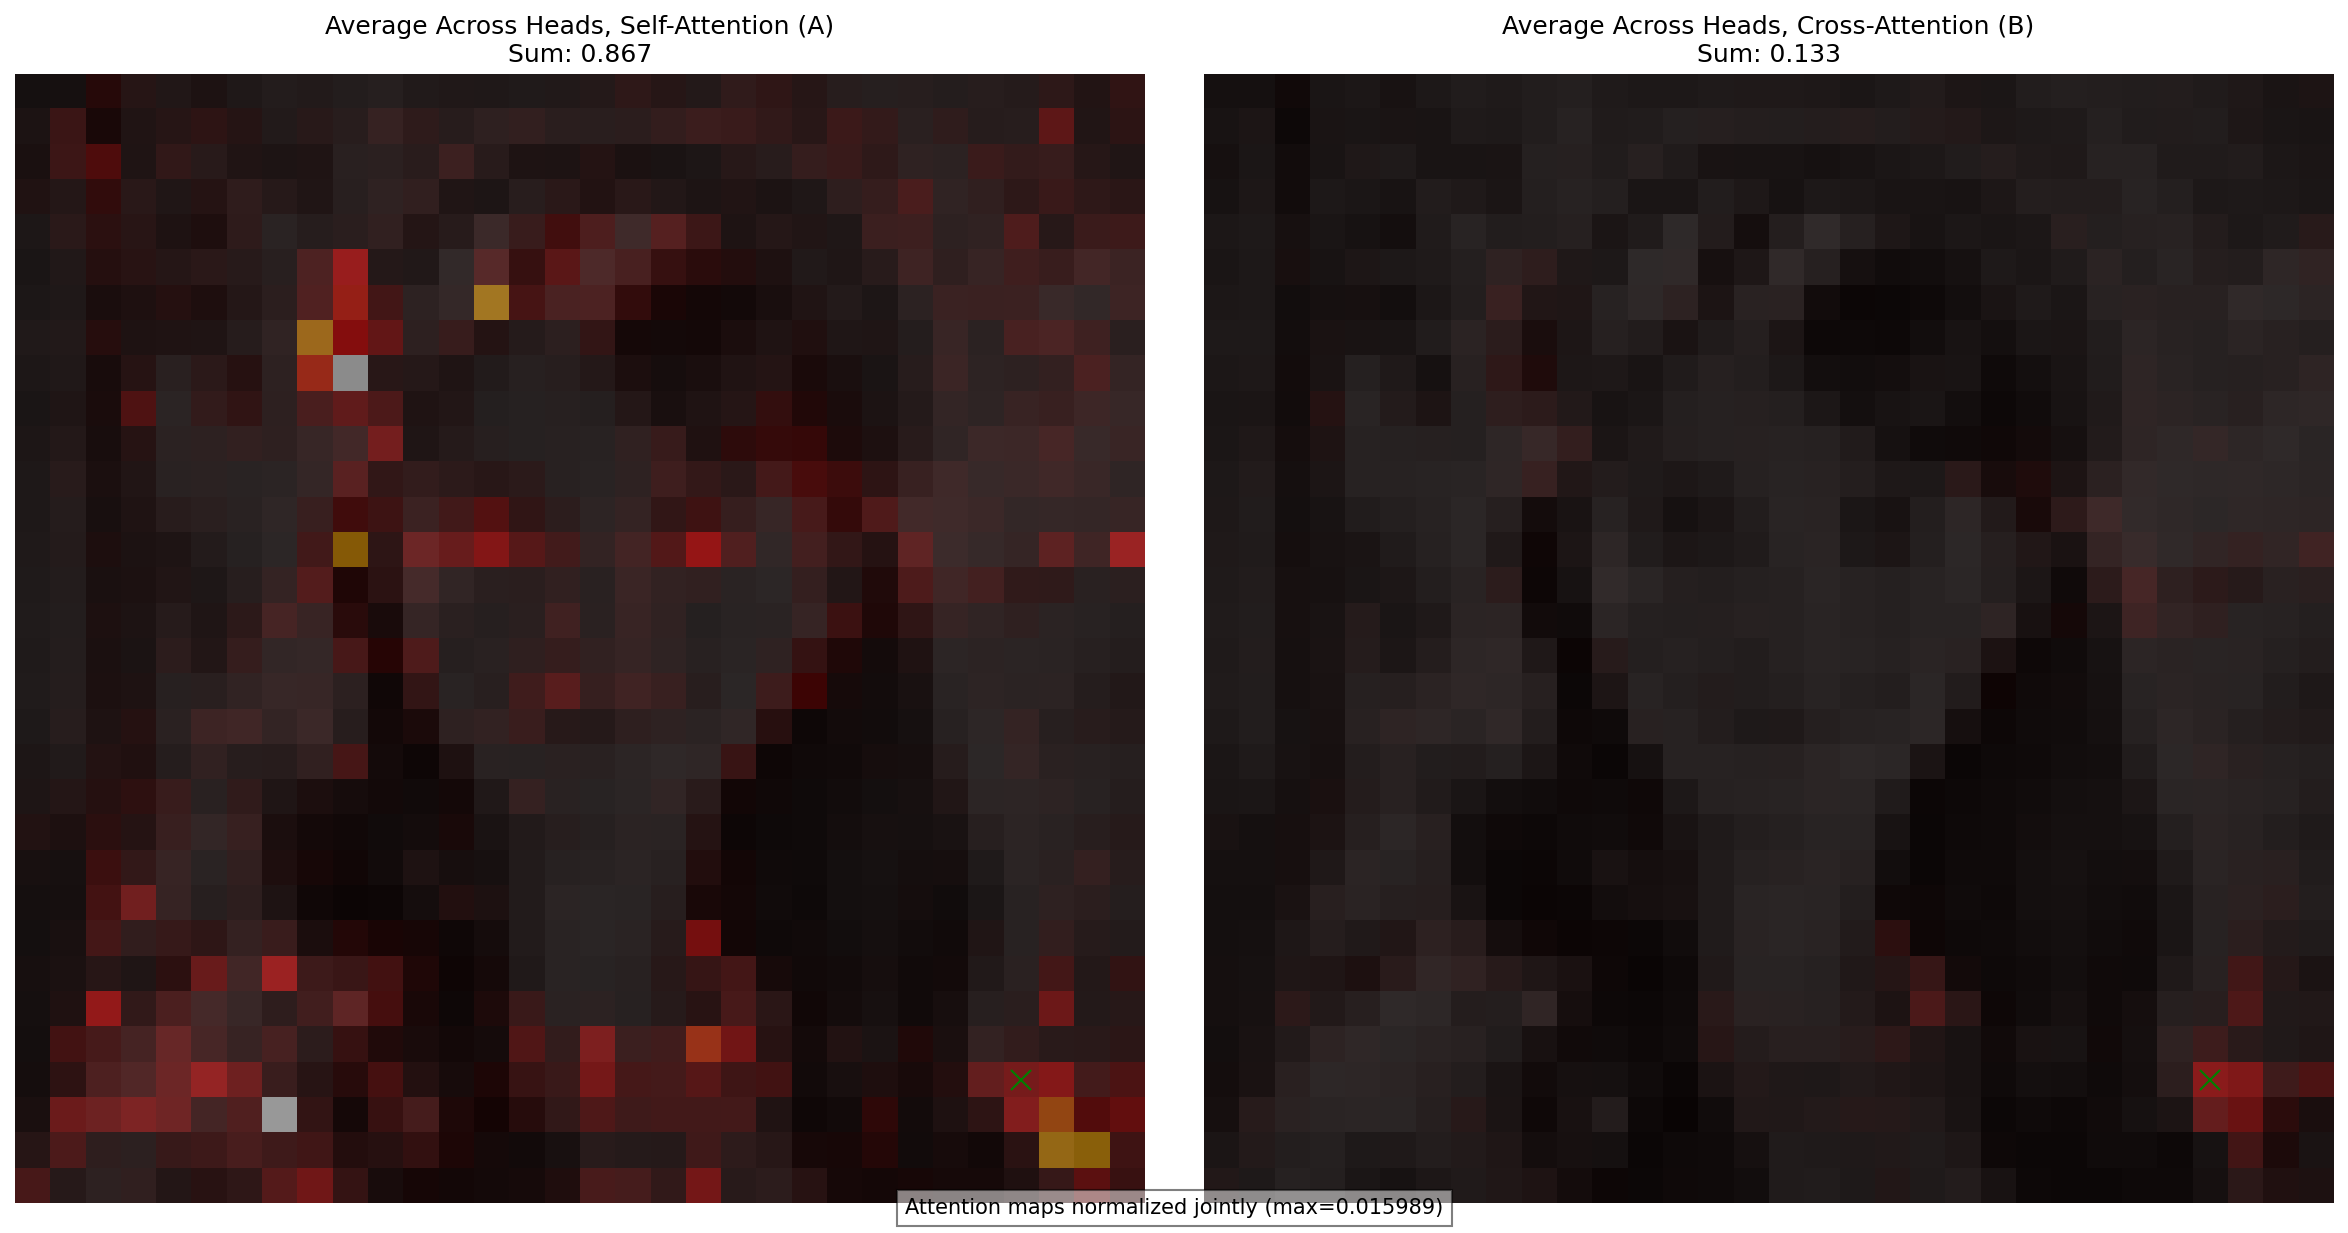 Average Across Heads, Self-Attention (A)
Sum: 0.867
Average Across Heads, Cross-Attention (B)
Sum: 0.133
Attention maps normalized jointly (max=0.015989)